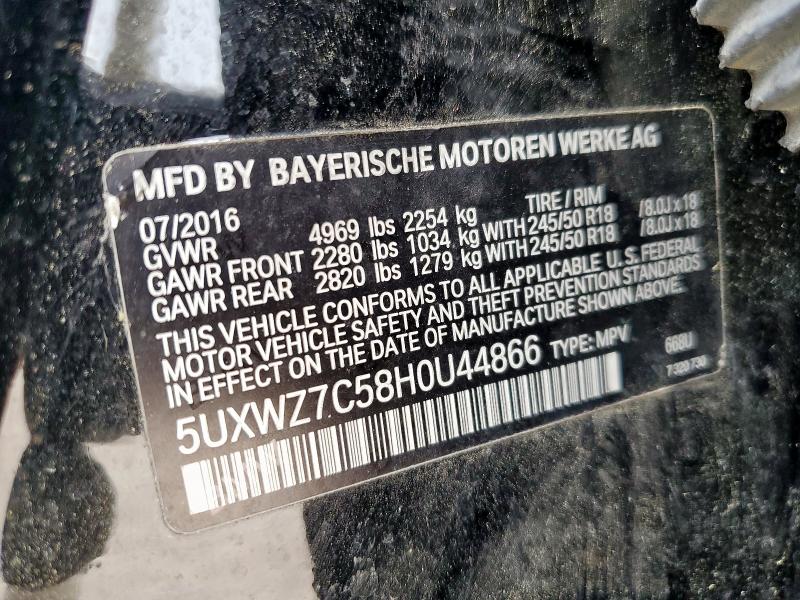 MFD BY BAYERISCHE MOTOREN WERKE AG
07/2016 TIRE / RIM
GVWR 4969 lbs 2254 kg
GAWR FRONT 2280 lbs 1034 kg WITH 245/50 R18 /8.0J x 18
GAWR REAR 2820 lbs 1279 kg WITH 245/50 R18 /8.0J x 18
THIS VEHICLE CONFORMS TO ALL APPLICABLE U.S. FEDERAL
MOTOR VEHICLE SAFETY AND THEFT PREVENTION STANDARDS
IN EFFECT ON THE DATE OF MANUFACTURE SHOWN ABOVE.
5UXWZ7C58H0U44866 TYPE: MPV 668U
7 320 730